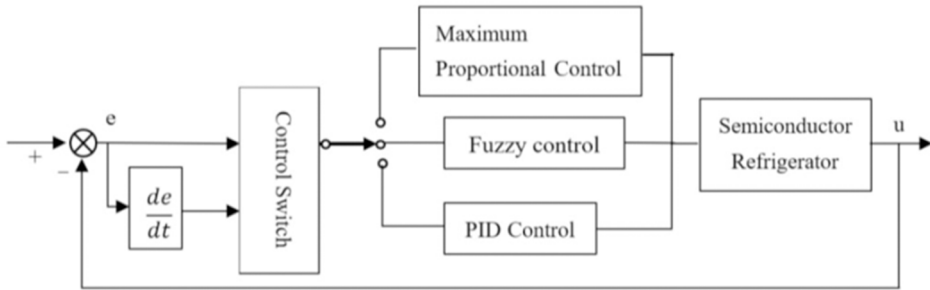 Maximum
Proportional Control
e
Control Switch
Fuzzy control
Semiconductor
Refrigerator
u
+
−
de
dt
PID Control